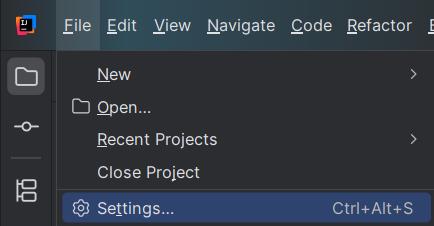 File Edit View Navigate Code Refactor
New
Open...
Recent Projects
Close Project
Settings... Ctrl+Alt+S